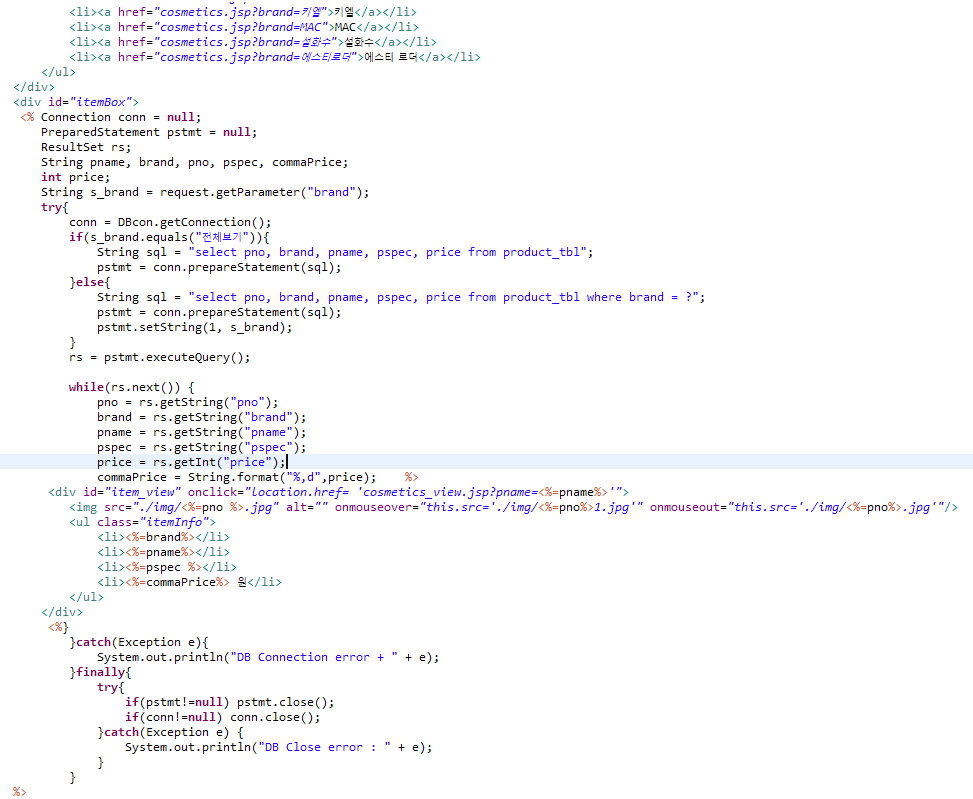 <li><a href="cosmetics.jsp?brand=키엘">키엘</a></li>
<li><a href="cosmetics.jsp?brand=MAC">MAC</a></li>
<li><a href="cosmetics.jsp?brand=설화수">설화수</a></li>
<li><a href="cosmetics.jsp?brand=에스티로더">에스티 로더</a></li>
</ul>
</div>
<div id="itemBox">
<% Connection conn = null;
PreparedStatement pstmt = null;
ResultSet rs;
String pname, brand, pno, pspec, commaPrice;
int price;
String s_brand = request.getParameter("brand");
try{
conn = DBcon.getConnection();
if(s_brand.equals("전체보기")){
String sql = "select pno, brand, pname, pspec, price from product_tbl";
pstmt = conn.prepareStatement(sql);
}else{
String sql = "select pno, brand, pname, pspec, price from product_tbl where brand = ?";
pstmt = conn.prepareStatement(sql);
pstmt.setString(1, s_brand);
}
rs = pstmt.executeQuery();
while(rs.next()) {
pno = rs.getString("pno");
brand = rs.getString("brand");
pname = rs.getString("pname");
pspec = rs.getString("pspec");
price = rs.getInt("price");
commaPrice = String.format("%,d",price); %>
<div id="item_view" onclick="location.href= 'cosmetics_view.jsp?pname=<%=pname%>'">
<img src="./img/<%=pno %>.jpg" alt="" onmouseover="this.src='./img/<%=pno%>1.jpg'" onmouseout="this.src='./img/<%=pno%>.jpg'"/>
<ul class="itemInfo">
<li><%=brand%></li>
<li><%=pname%></li>
<li><%=pspec %></li>
<li><%=commaPrice%> 원</li>
</ul>
</div>
<%}
}catch(Exception e){
System.out.println("DB Connection error + " + e);
}finally{
try{
if(pstmt!=null) pstmt.close();
if(conn!=null) conn.close();
}catch(Exception e) {
System.out.println("DB Close error : " + e);
}
}
%>